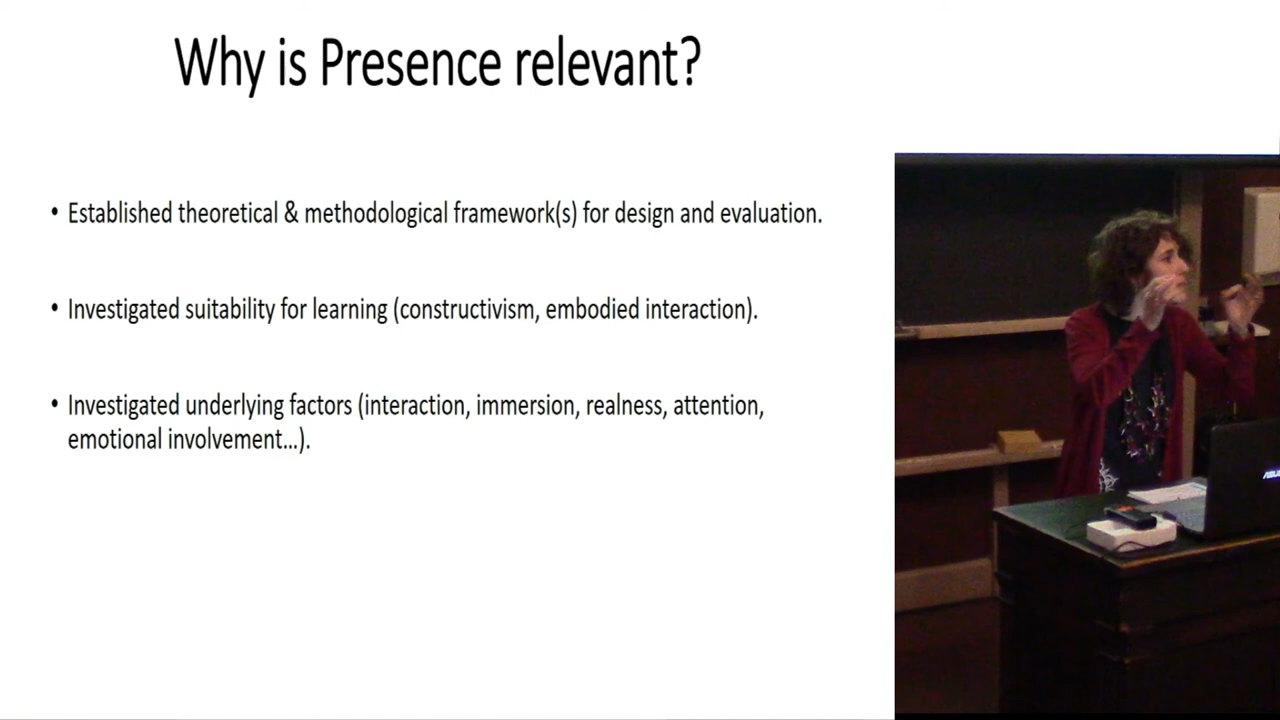 Why is Presence relevant?
• Established theoretical & methodological framework(s) for design and evaluation.
• Investigated suitability for learning (constructivism, embodied interaction).
• Investigated underlying factors (interaction, immersion, realness, attention,
emotional involvement...).